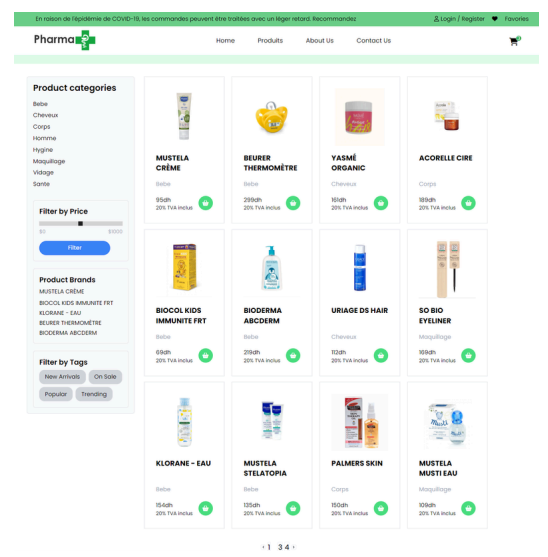 En raison de l'épidémie de COVID-19, les commandes peuvent être traitées avec un léger retard. Recommandez
Login / Register
Favories
Pharma
Home
Produits
About Us
Contact Us
Product categories
Bebe
Cheveux
Corps
Homme
Hygine
Maquillage
Vidage
Sante
Filter by Price
$0
$1000
Filter
Product Brands
MUSTELA CRÈME
BIOCOL KIDS IMMUNITE FRT
KLORANE - EAU
BEURER THERMOMÈTRE
BIODERMA ABCDERM
Filter by Tags
New Arrivals
On Sale
Popular
Trending
MUSTELA
CRÈME
Bebe
95dh
20% TVA inclus
BEURER
THERMOMÈTRE
Bebe
299dh
20% TVA inclus
YASMÉ
ORGANIC
Cheveux
161dh
20% TVA inclus
ACORELLE CIRE
Corps
189dh
20% TVA inclus
BIOCOL KIDS
IMMUNITE FRT
Bebe
69dh
20% TVA inclus
BIODERMA
ABCDERM
Bebe
219dh
20% TVA inclus
URIAGE DS HAIR
Cheveux
112dh
20% TVA inclus
SO BIO
EYELINER
Maquillage
169dh
20% TVA inclus
KLORANE - EAU
Bebe
154dh
20% TVA inclus
MUSTELA
STELATOPIA
Bebe
135dh
20% TVA inclus
PALMERS SKIN
Corps
150dh
20% TVA inclus
Musti
MUSTELA
MUSTI EAU
Maquillage
109dh
20% TVA inclus
‹ 1 3 4 ›